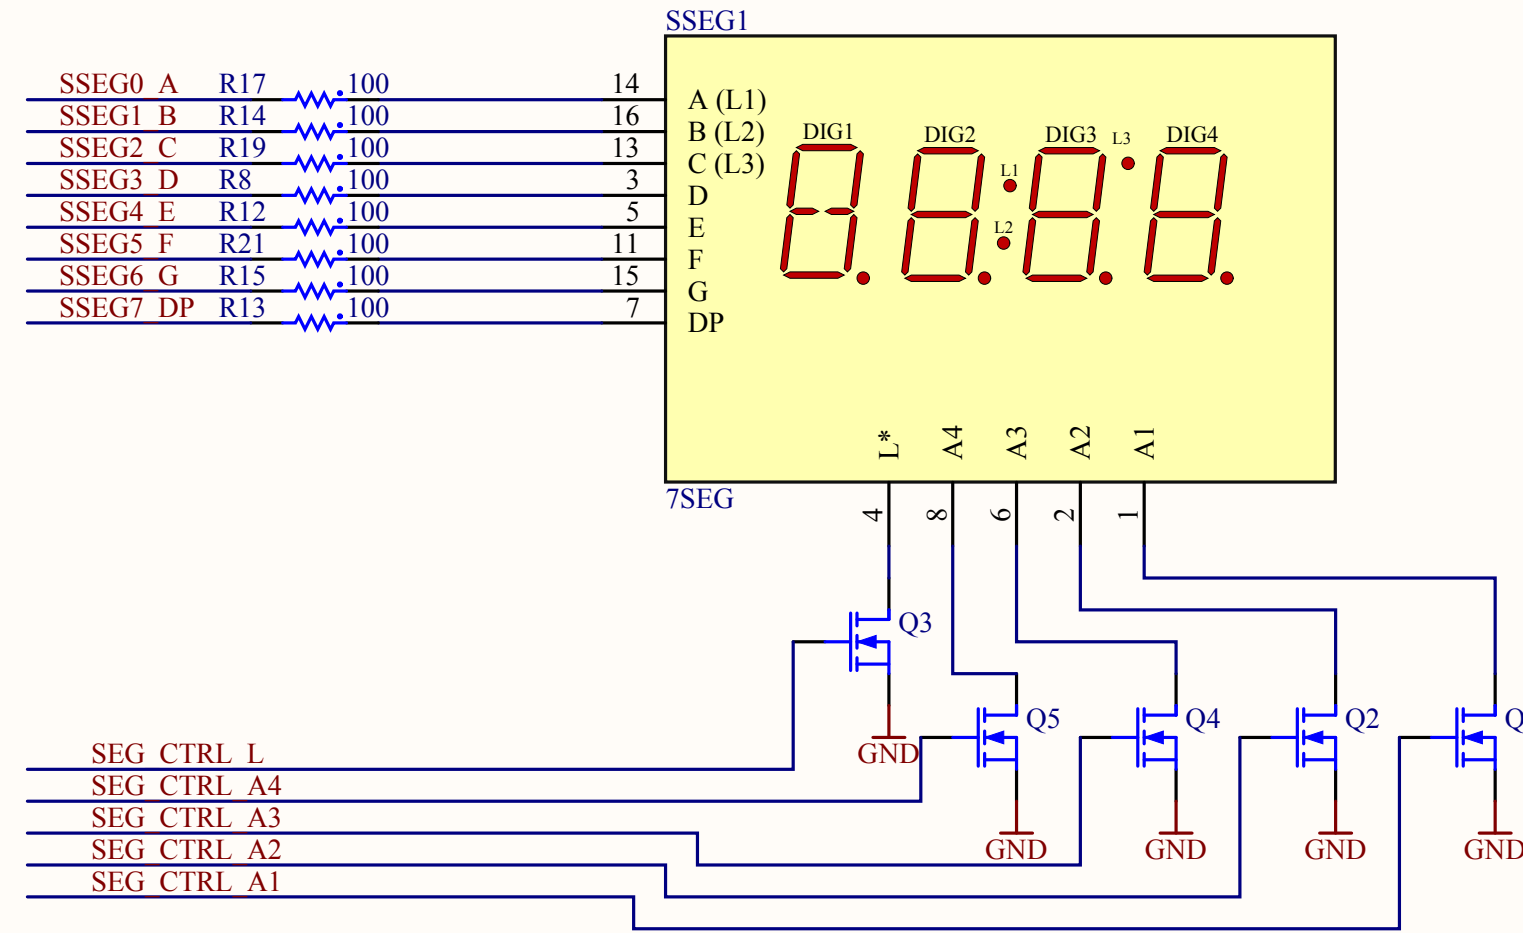 SSEG1
SSEG0_A R17 100 14 A (L1)
SSEG1_B R14 100 16 B (L2)
SSEG2_C R19 100 13 C (L3)
SSEG3_D R8 100 3 D
SSEG4_E R12 100 5 E
SSEG5_F R21 100 11 F
SSEG6_G R15 100 15 G
SSEG7_DP R13 100 7 DP
DIG1 DIG2 DIG3 L3 DIG4
L1
L2
L* A4 A3 A2 A1
7SEG
4 8 6 2 1
Q3
Q5 Q4 Q2 Q
GND
GND GND GND GND
SEG_CTRL_L
SEG_CTRL_A4
SEG_CTRL_A3
SEG_CTRL_A2
SEG_CTRL_A1